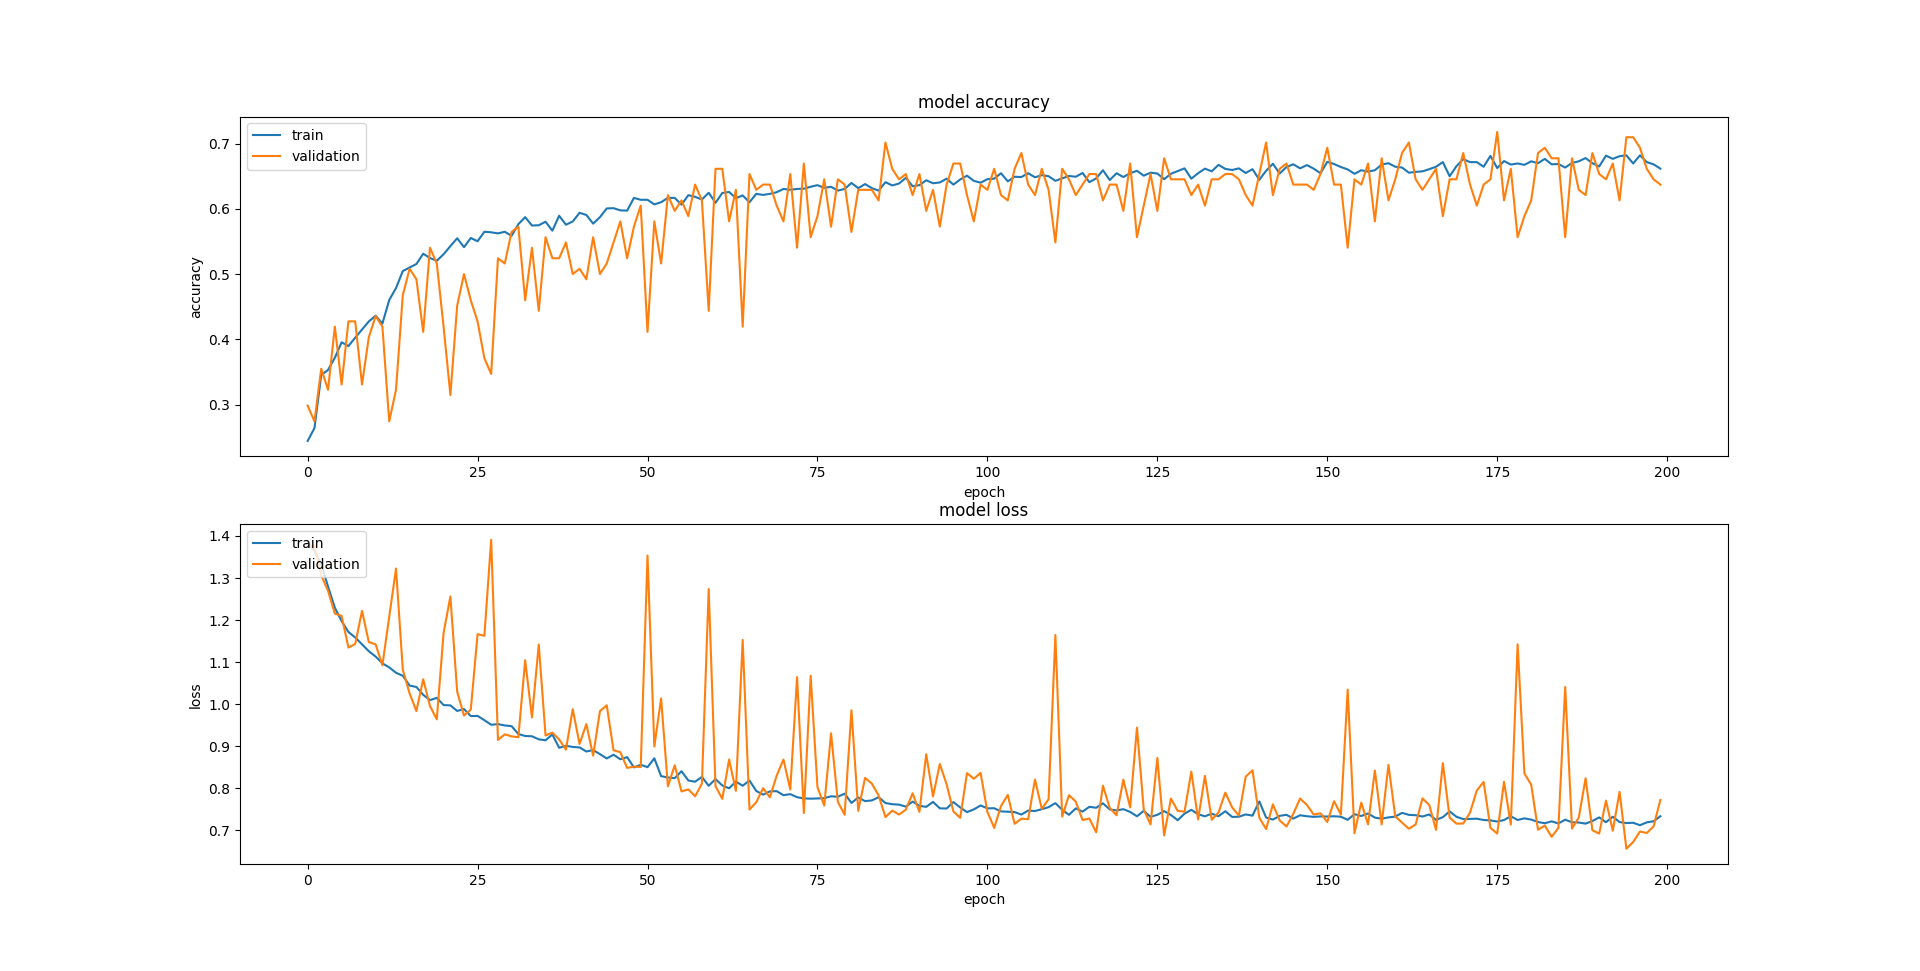 model accuracy
train
validation
0.7
0.6
0.5
0.4
0.3
accuracy
0 25 50 75 100 125 150 175 200
epoch
model loss
train
validation
1.4
1.3
1.2
1.1
1.0
0.9
0.8
0.7
loss
0 25 50 75 100 125 150 175 200
epoch